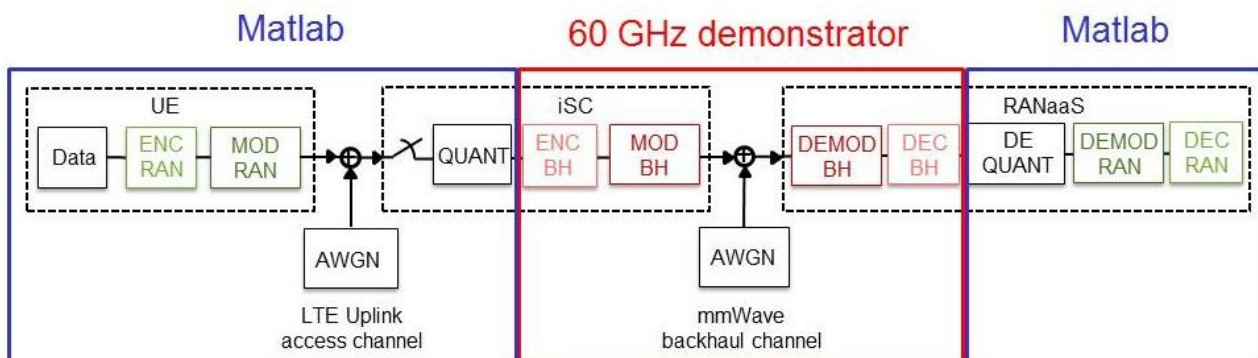 Matlab
60 GHz demonstrator
Matlab
UE
iSC
RANaaS
Data
ENC
RAN
MOD
RAN
QUANT
ENC
BH
MOD
BH
DEMOD
BH
DEC
BH
DE
QUANT
DEMOD
RAN
DEC
RAN
AWGN
AWGN
LTE Uplink
access channel
mmWave
backhaul channel